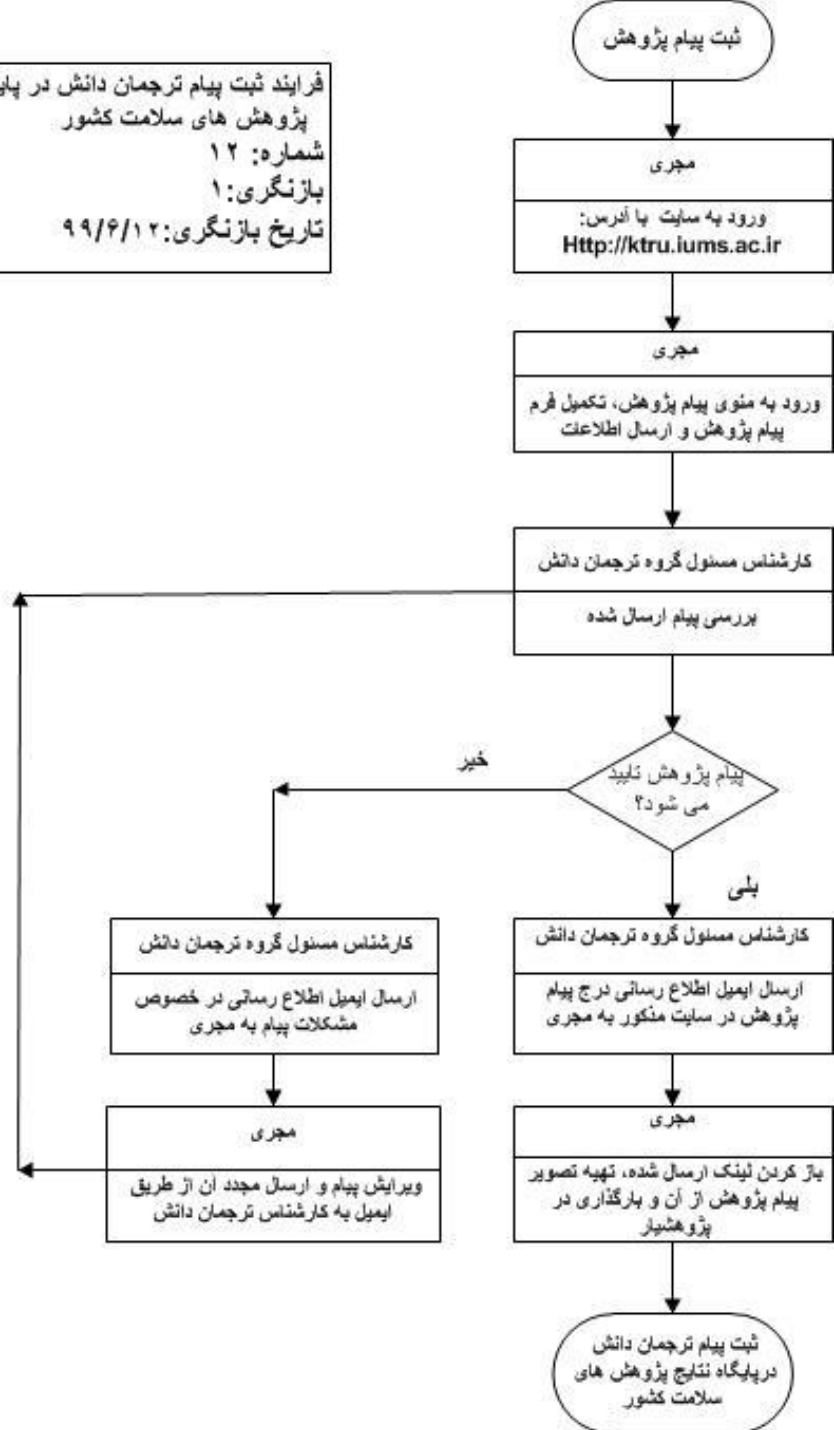 ثبت پیام پژوهش
فرایند ثبت پیام ترجمان دانش در
پژوهش های سلامت کشور
شماره: ۱۲
بازنگری:۱
تاریخ بازنگری:۹۹/۶/۱۲
مجری
ورود به سایت با آدرس:
Http://ktru.iums.ac.ir
مجری
ورود به منوی پیام پژوهش، تکمیل فرم
پیام پژوهش و ارسال اطلاعات
کارشناس مسئول گروه ترجمان دانش
بررسی پیام ارسال شده
پیام پژوهش تایید
می شود؟
خیر
بلی
کارشناس مسئول گروه ترجمان دانش
ارسال ایمیل اطلاع رسانی درج پیام
پژوهش در سایت مذکور به مجری
کارشناس مسئول گروه ترجمان دانش
ارسال ایمیل اطلاع رسانی در خصوص
مشکلات پیام به مجری
مجری
باز کردن لینک ارسال شده، تهیه تصویر
پیام پژوهش از آن و بارگذاری در
پژوهشیار
مجری
ویرایش پیام و ارسال مجدد آن از طریق
ایمیل به کارشناس ترجمان دانش
ثبت پیام ترجمان دانش
درپایگاه نتایج پژوهش های
سلامت کشور